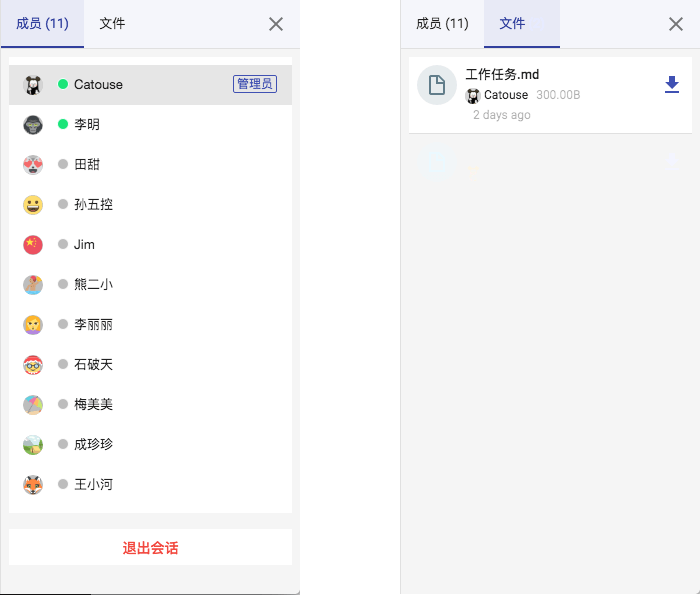 成员 (11) 文件
Catouse 管理员
李明
田甜
孙五控
Jim
熊二小
李丽丽
石破天
梅美美
成珍珍
王小河
退出会话
成员 (11) 文件
工作任务.md
Catouse 300.00B
2 days ago